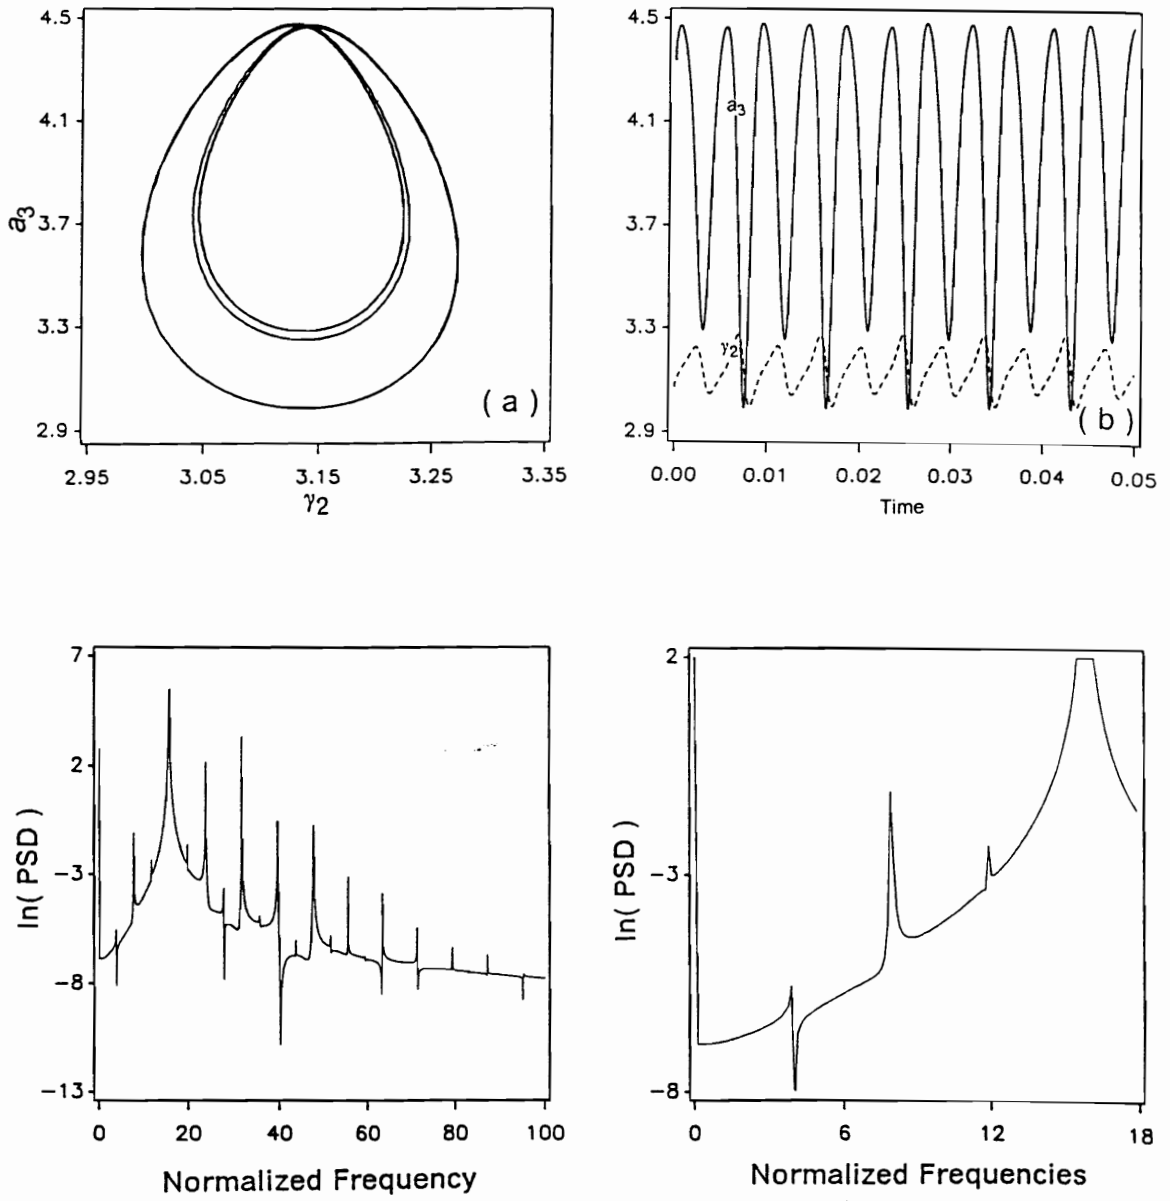 4.5
4.1
3.7
3.3
2.9
a3
( a )
2.95 3.05 3.15 3.25 3.35
γ2
4.5
4.1
3.7
3.3
2.9
a3
γ2
( b )
0.00 0.01 0.02 0.03 0.04 0.05
Time
7
2
−3
−8
−13
ln( PSD )
0 20 40 60 80 100
Normalized Frequency
2
−3
−8
ln( PSD )
0 6 12 18
Normalized Frequencies